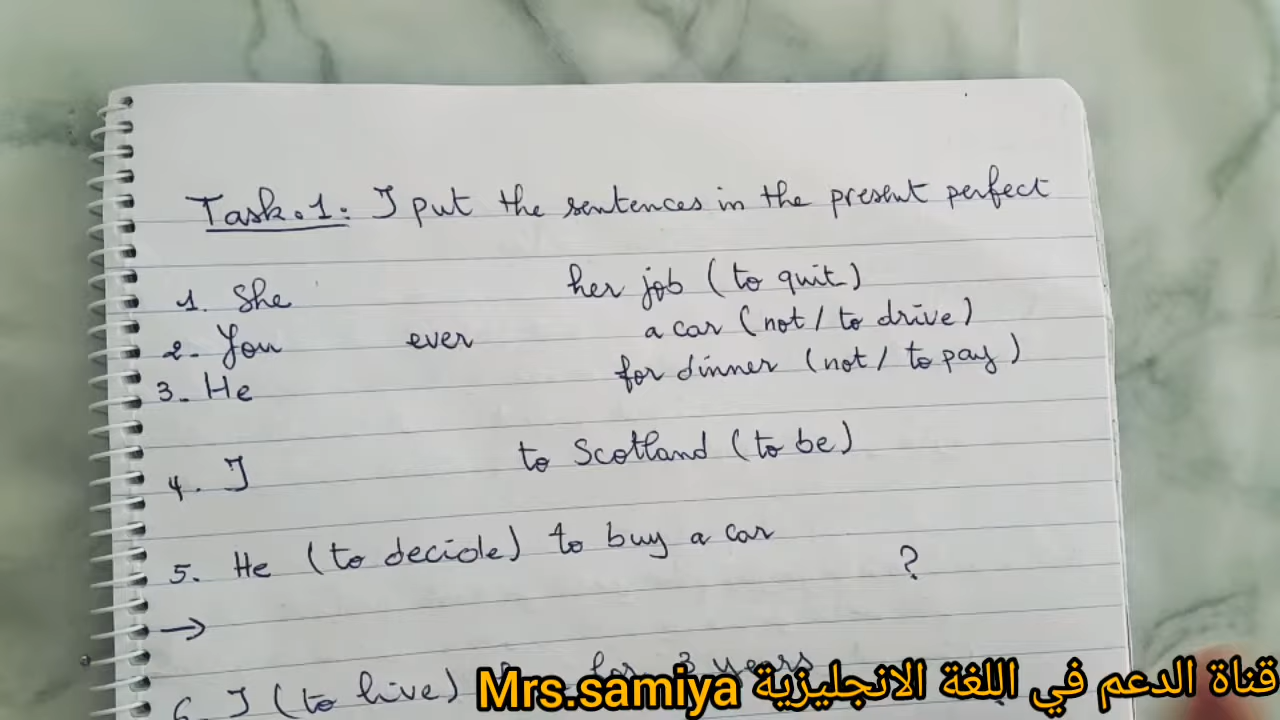 Task.1: I put the sentences in the present perfect
1. She her job (to quit)
2. You ever a car (not / to drive)
3. He for dinner (not / to pay)
4. I to Scotland (to be)
5. He (to decide) to buy a car
?
→
6. I (to live) for 3 years
قناة الدعم في اللغة الانجليزية Mrs.samiya